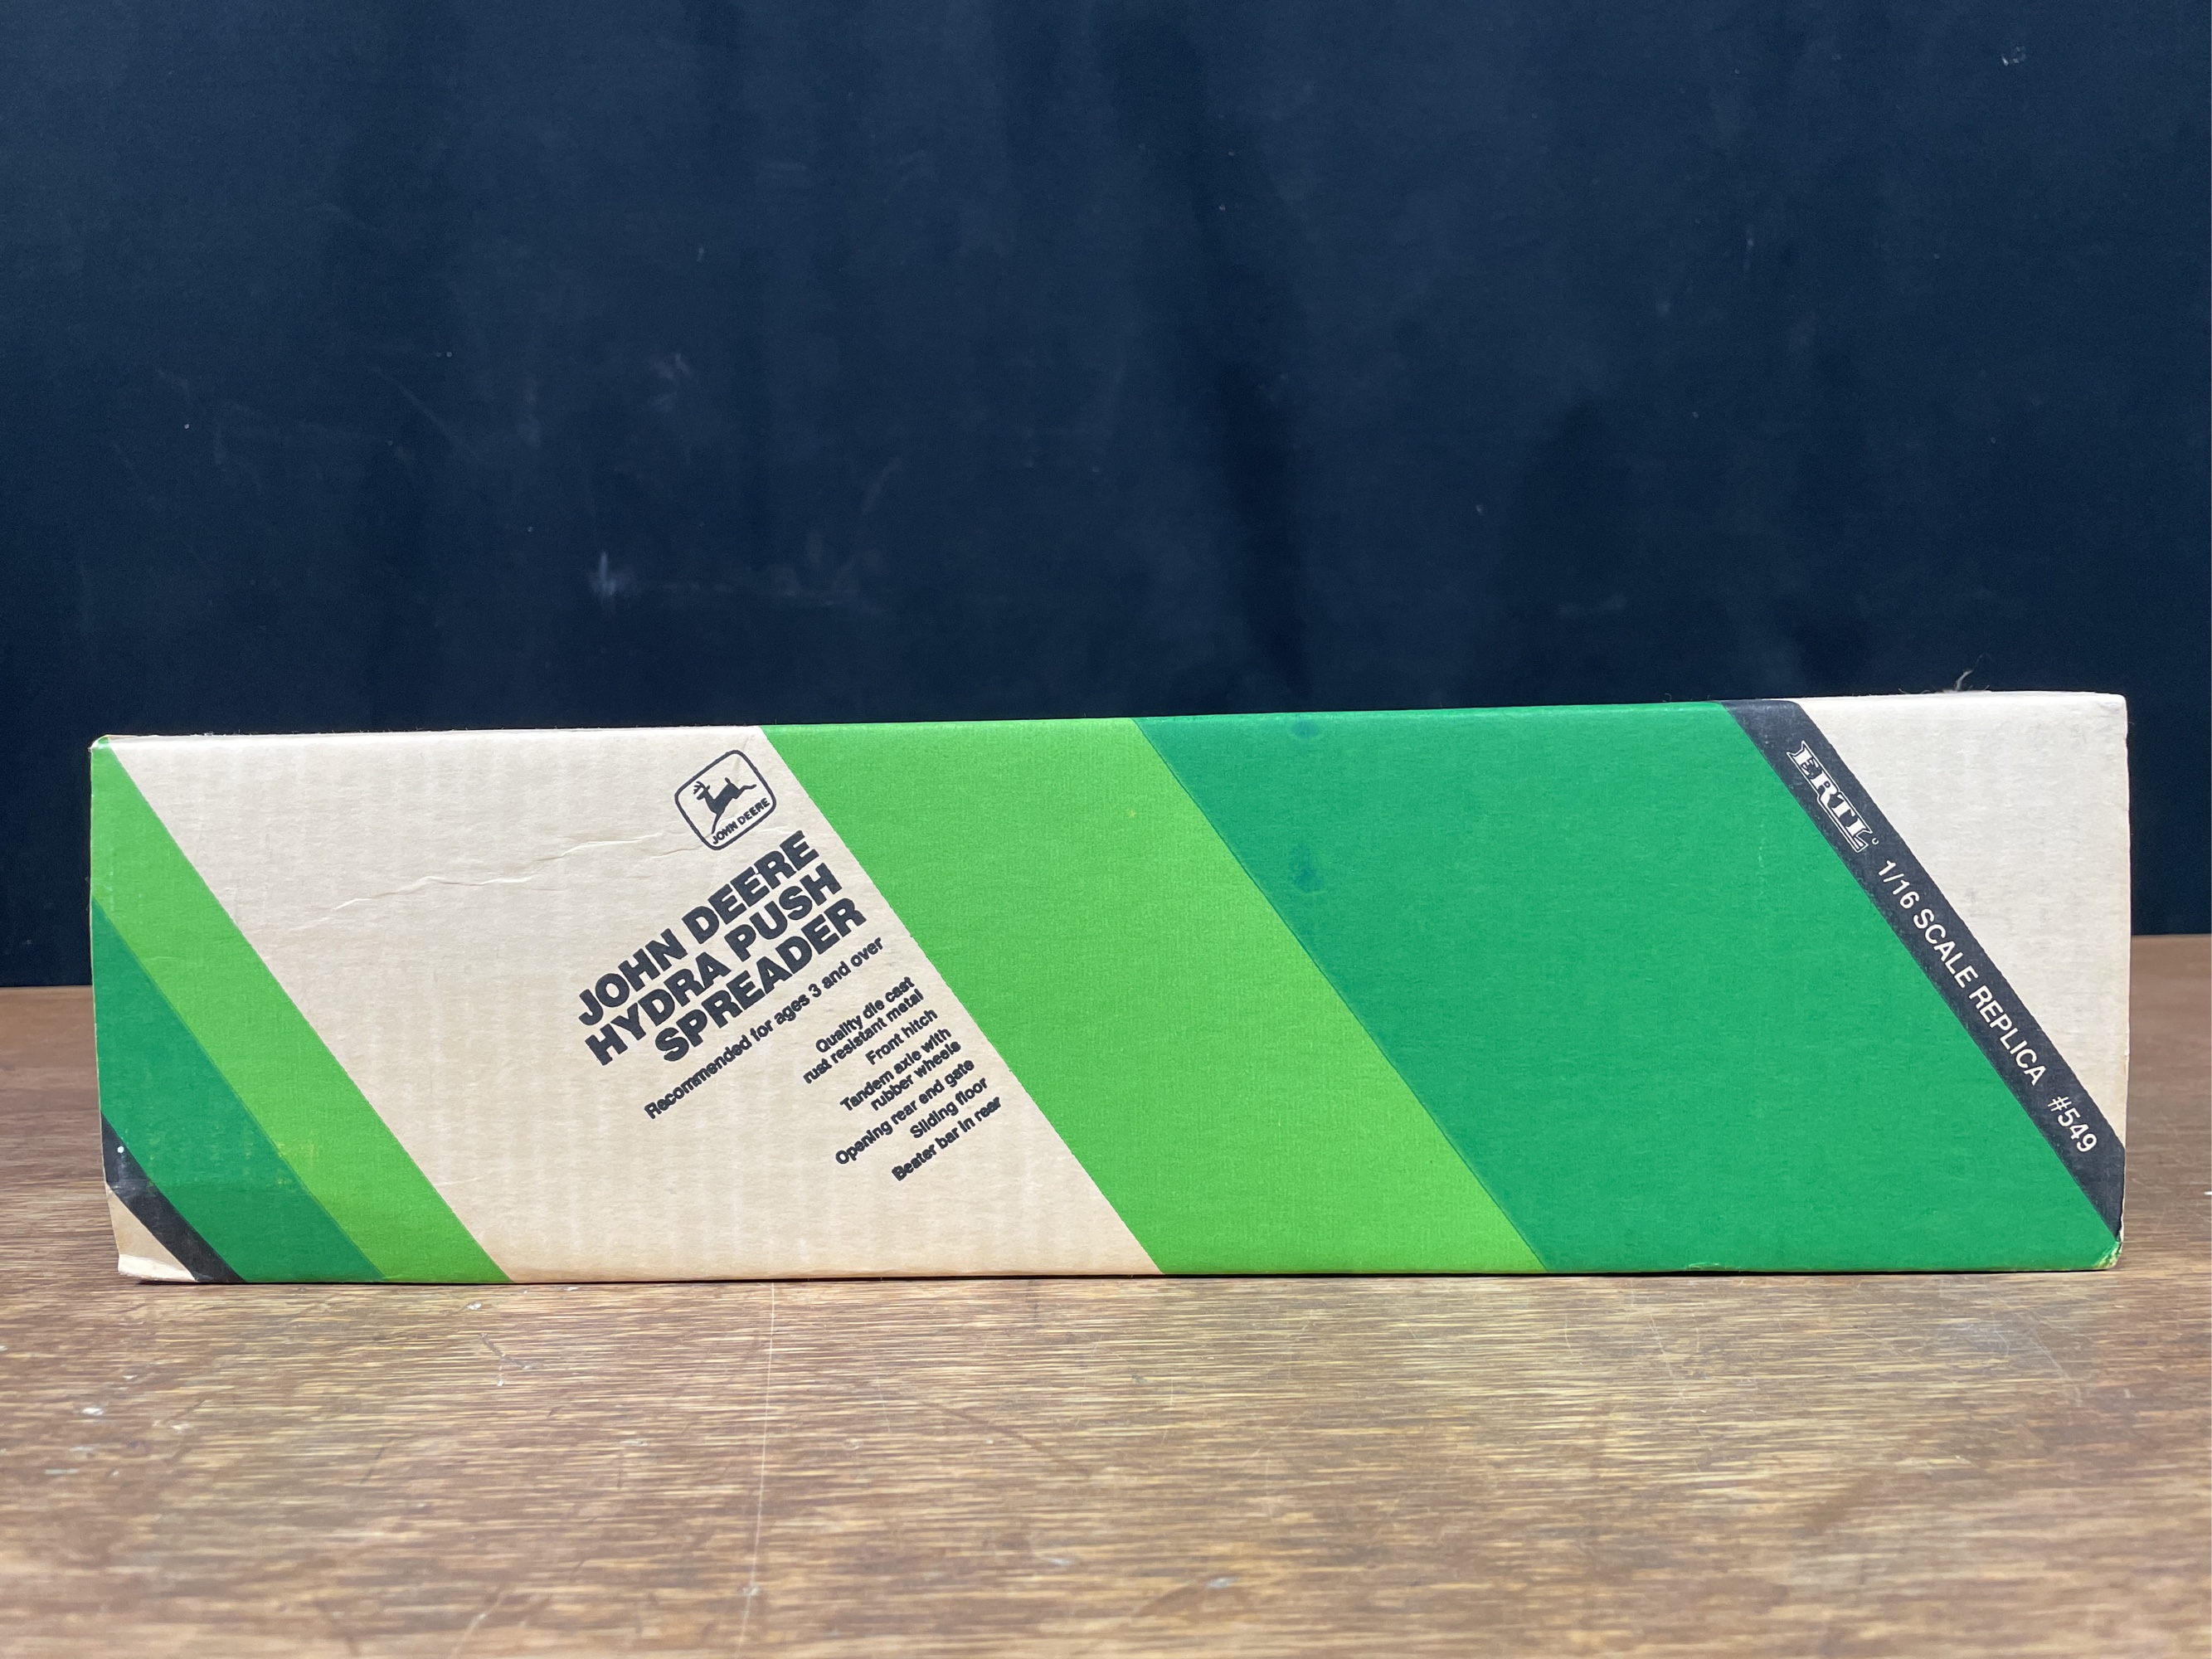 JOHN DEERE
JOHN DEERE
HYDRA PUSH
SPREADER
Recommended for ages 3 and over
Quality die cast
rust resistant metal
Front hitch
Tandem axle with
rubber wheels
Opening rear end gate
Sliding floor
Beater bar in rear
ERTL® 1/16 SCALE REPLICA #549